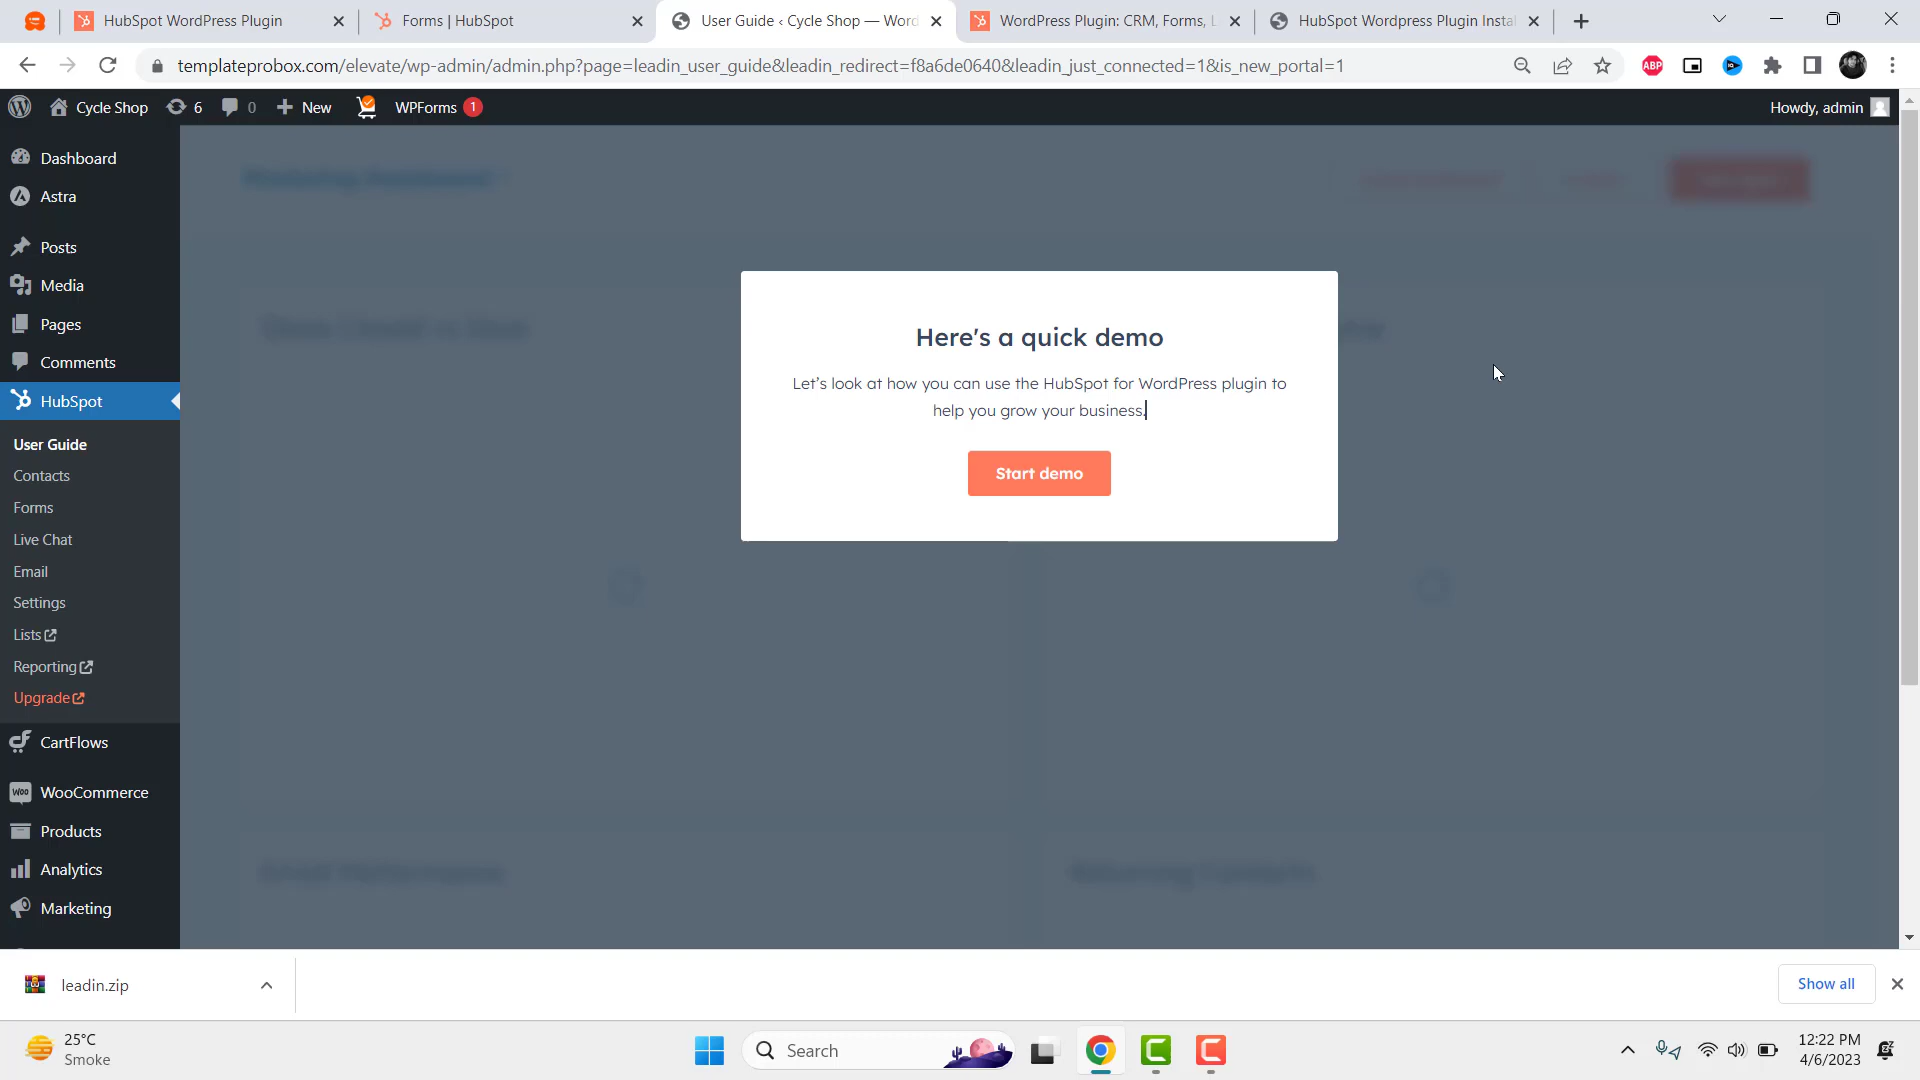 HubSpot WordPress Plugin
Forms | HubSpot
User Guide ‹ Cycle Shop — Word
WordPress Plugin: CRM, Forms, L
HubSpot Wordpress Plugin Instal
templateprobox.com/elevate/wp-admin/admin.php?page=leadin_user_guide&leadin_redirect=f8a6de0640&leadin_just_connected=1&is_new_portal=1
ABP
Cycle Shop
6
0
New
WPForms 1
Howdy, admin
Dashboard
Astra
Posts
Media
Pages
Comments
HubSpot
User Guide
Contacts
Forms
Live Chat
Email
Settings
Lists
Reporting
Upgrade
CartFlows
WooCommerce
Products
Analytics
Marketing
Here's a quick demo
Let's look at how you can use the HubSpot for WordPress plugin to
help you grow your business.
Start demo
leadin.zip
Show all
25°C
Smoke
Search
12:22 PM
4/6/2023